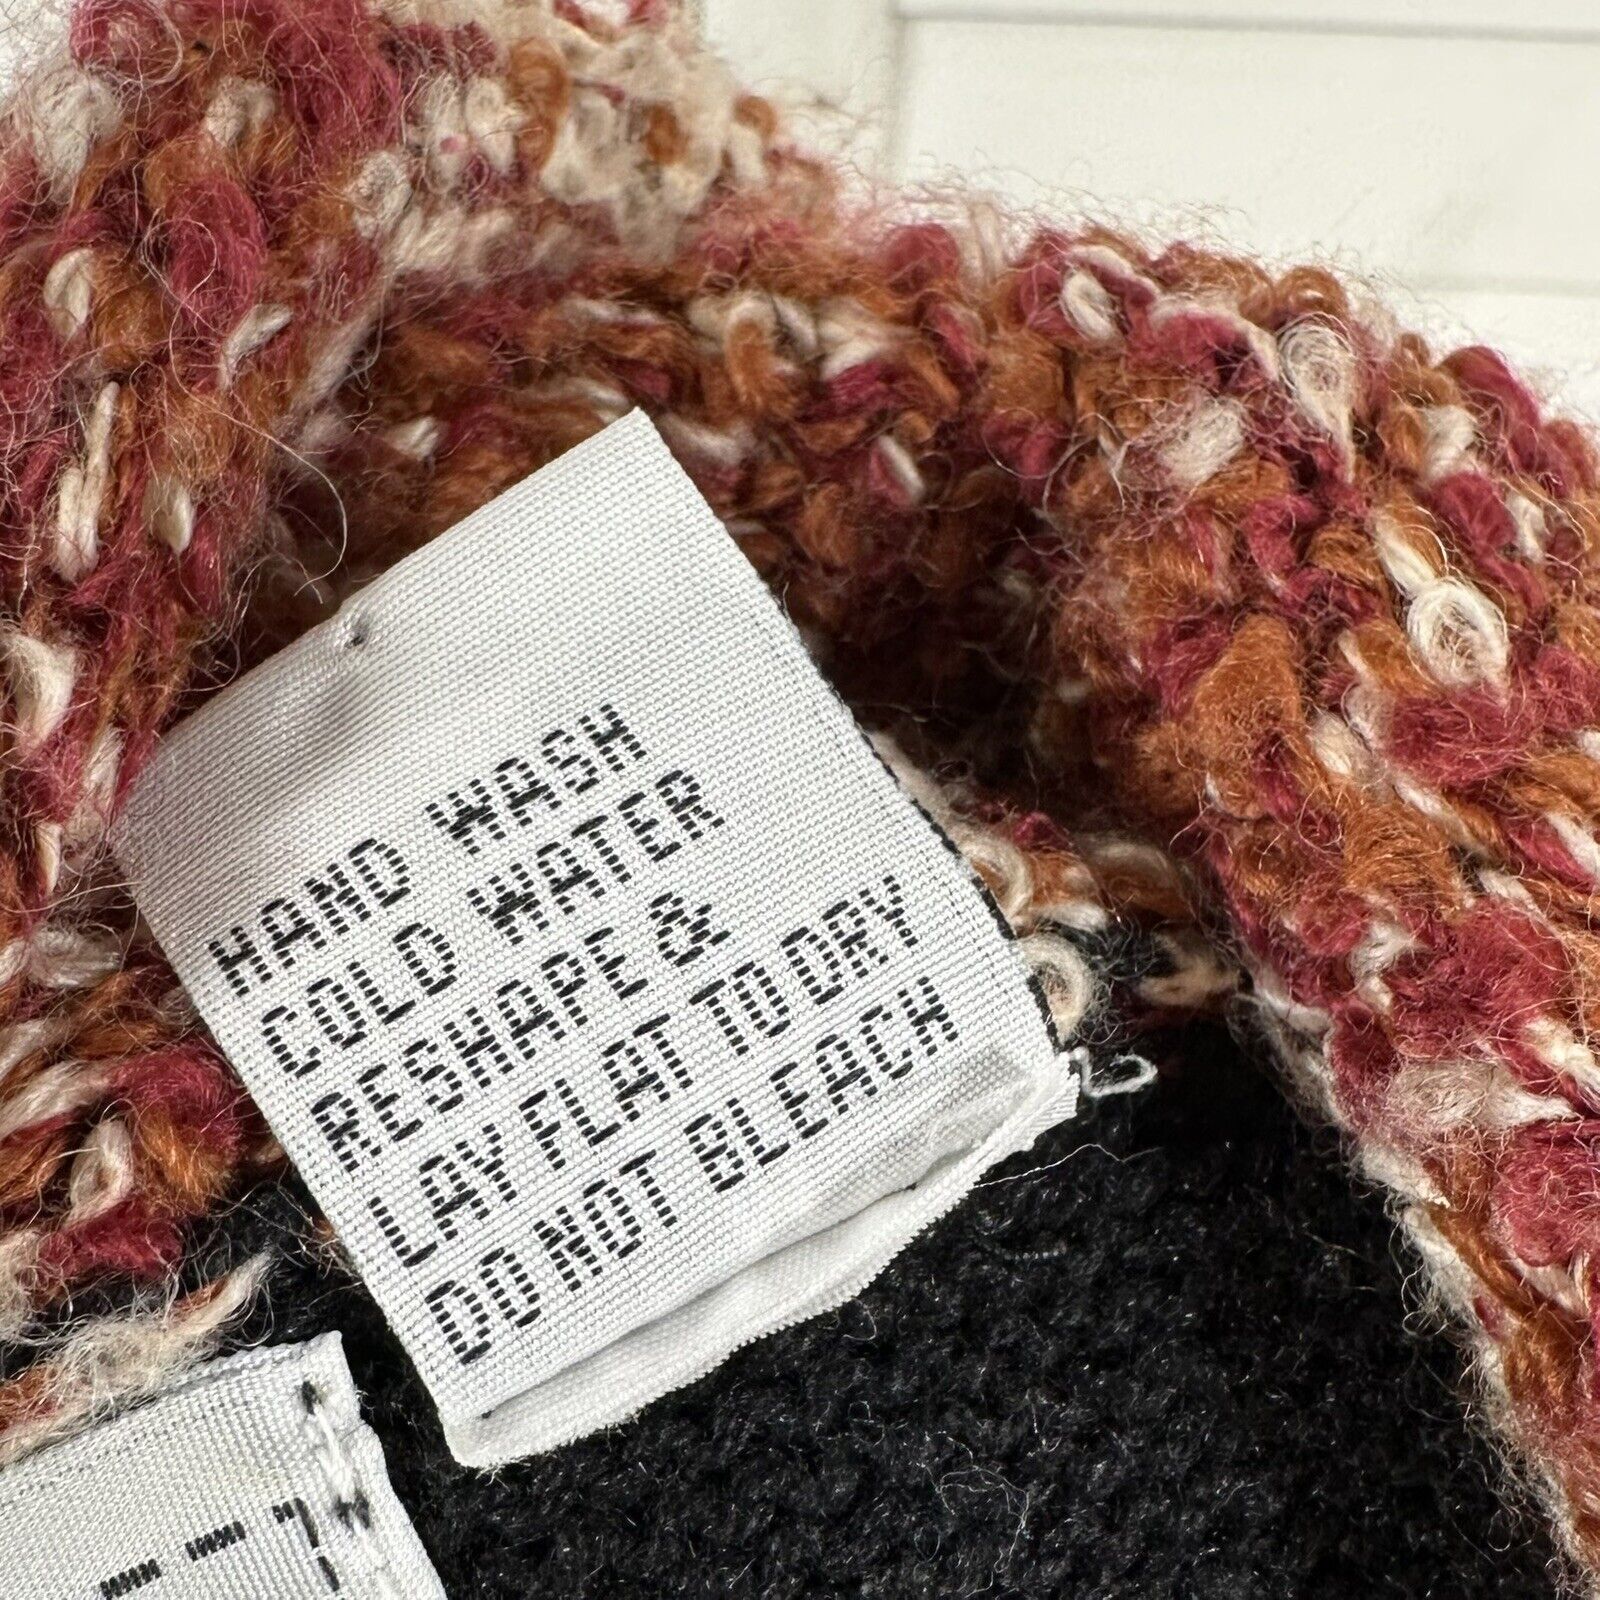 HAND WASH
COLD WATER
RESHAPE &
LAY FLAT TO DRY
DO NOT BLEACH